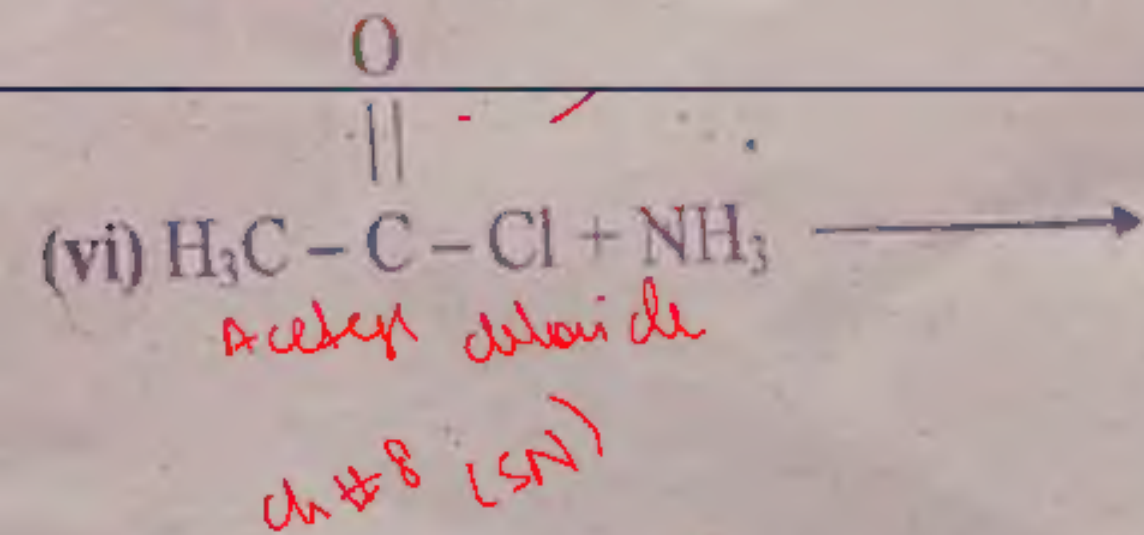 O
||
(vi) H₃C – C – Cl + NH₃ ⟶
Acetyl chloride
Ch # 8 (SN)